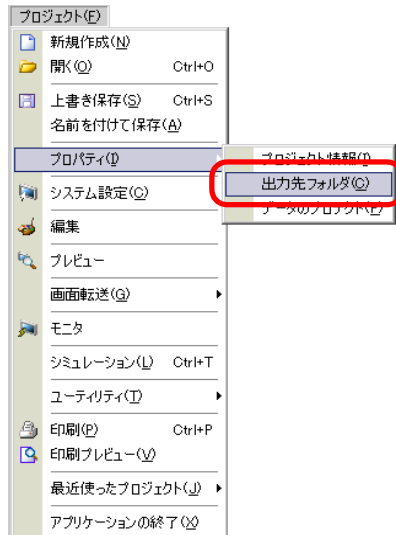 プロジェクト(F)
新規作成(N)
開く(O) Ctrl+O
上書き保存(S) Ctrl+S
名前を付けて保存(A)
プロパティ(I)
プロジェクト情報(I)
出力先フォルダ(C)
データのプロテクト(P)
システム設定(C)
編集
プレビュー
画面転送(G)
モニタ
シミュレーション(L) Ctrl+T
ユーティリティ(T)
印刷(P) Ctrl+P
印刷プレビュー(V)
最近使ったプロジェクト(J)
アプリケーションの終了(X)